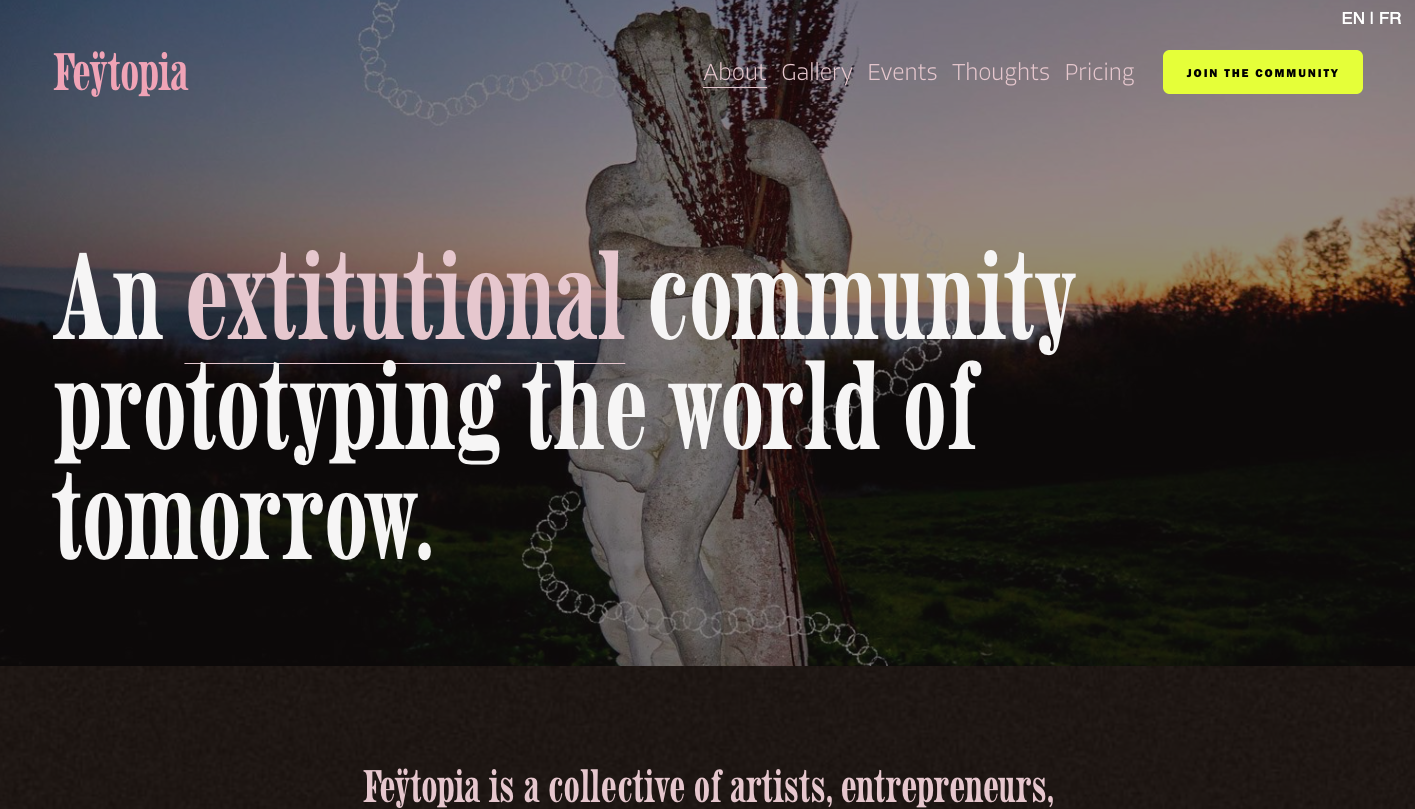 EN | FR
Feÿtopia
About Gallery Events Thoughts Pricing
JOIN THE COMMUNITY
An extitutional community
prototyping the world of
tomorrow.
Feÿtopia is a collective of artists, entrepreneurs,